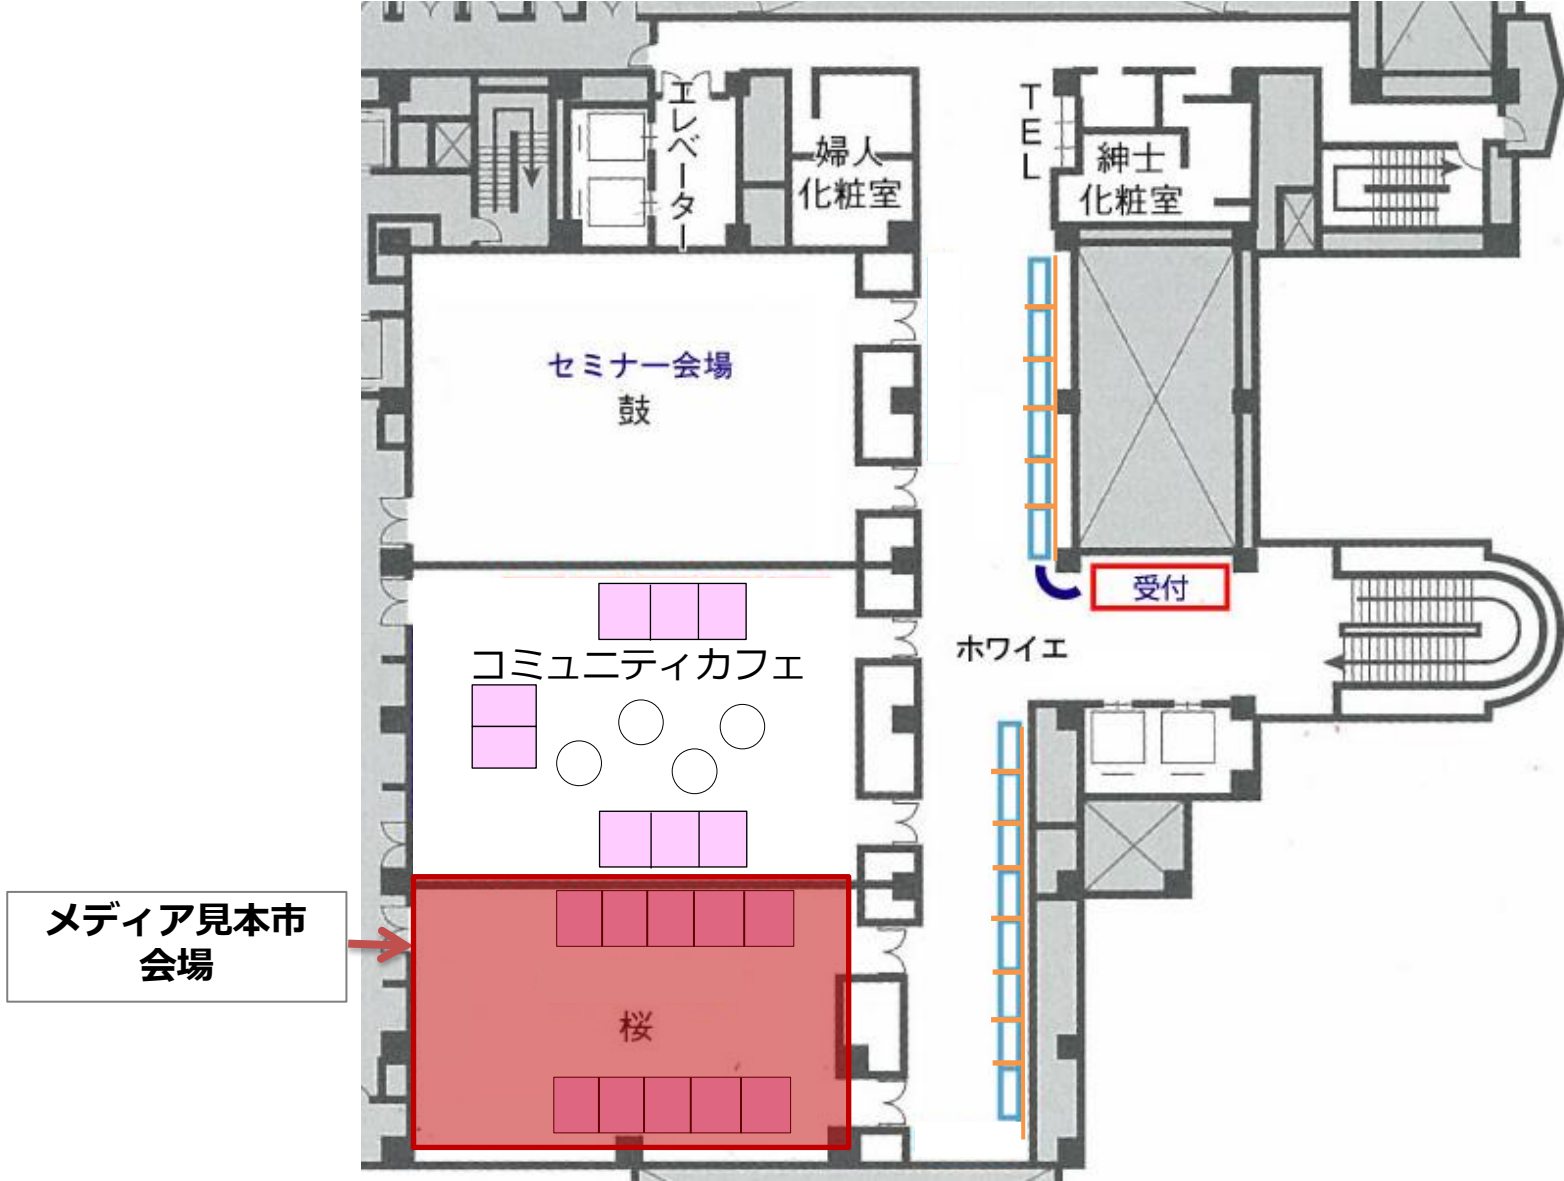 エレベーター
婦人
化粧室
TEL
紳士
化粧室
セミナー会場
鼓
受付
ホワイエ
コミュニティカフェ
メディア見本市
会場
桜